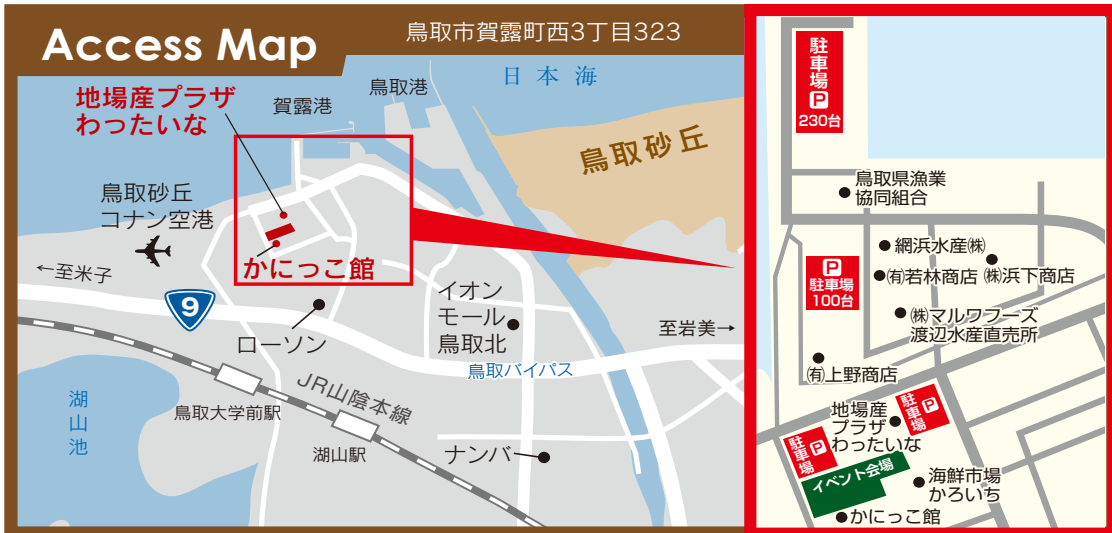 Access Map
鳥取市賀露町西3丁目323
日本海
鳥取港
賀露港
地場産プラザ
わったいな
鳥取砂丘
鳥取砂丘
コナン空港
かにっこ館
←至米子
9
ローソン
イオン
モール
鳥取北
至岩美→
鳥取バイパス
JR山陰本線
湖山池
鳥取大学前駅
湖山駅
ナンバ
駐車場
P
230台
鳥取県漁業
協同組合
網浜水産㈱
㈲若林商店
㈱浜下商店
P
駐車場
100台
㈱マルワフーズ
渡辺水産直売所
㈲上野商店
地場産
プラザ
わったいな
駐車場 P
駐車場 P
イベント会場
海鮮市場
かろいち
かにっこ館